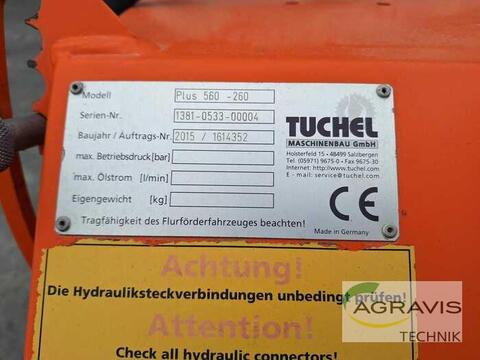 Modell Plus 560 -260
Serien-Nr. 1381-0533-00004
Baujahr / Auftrags-Nr. 2015 / 1614352
max. Betriebsdruck [bar]
max. Ölstrom [l/min]
Eigengewicht [kg]
Tragfähigkeit des Flurförderfahrzeuges beachten!
TUCHEL
MASCHINENBAU GmbH
Holsterfeld 15 • 48499 Salzbergen
Tel. (05971) 9675-0 • Fax 9675-30
Internet: http://www.tuchel.com
E - mail: service@tuchel.com
CE
Made in Germany
Achtung!
Die Hydrauliksteckverbindungen unbedingt prüfen!
Attention!
Check all hydraulic connectors!
AGRAVIS
TECHNIK